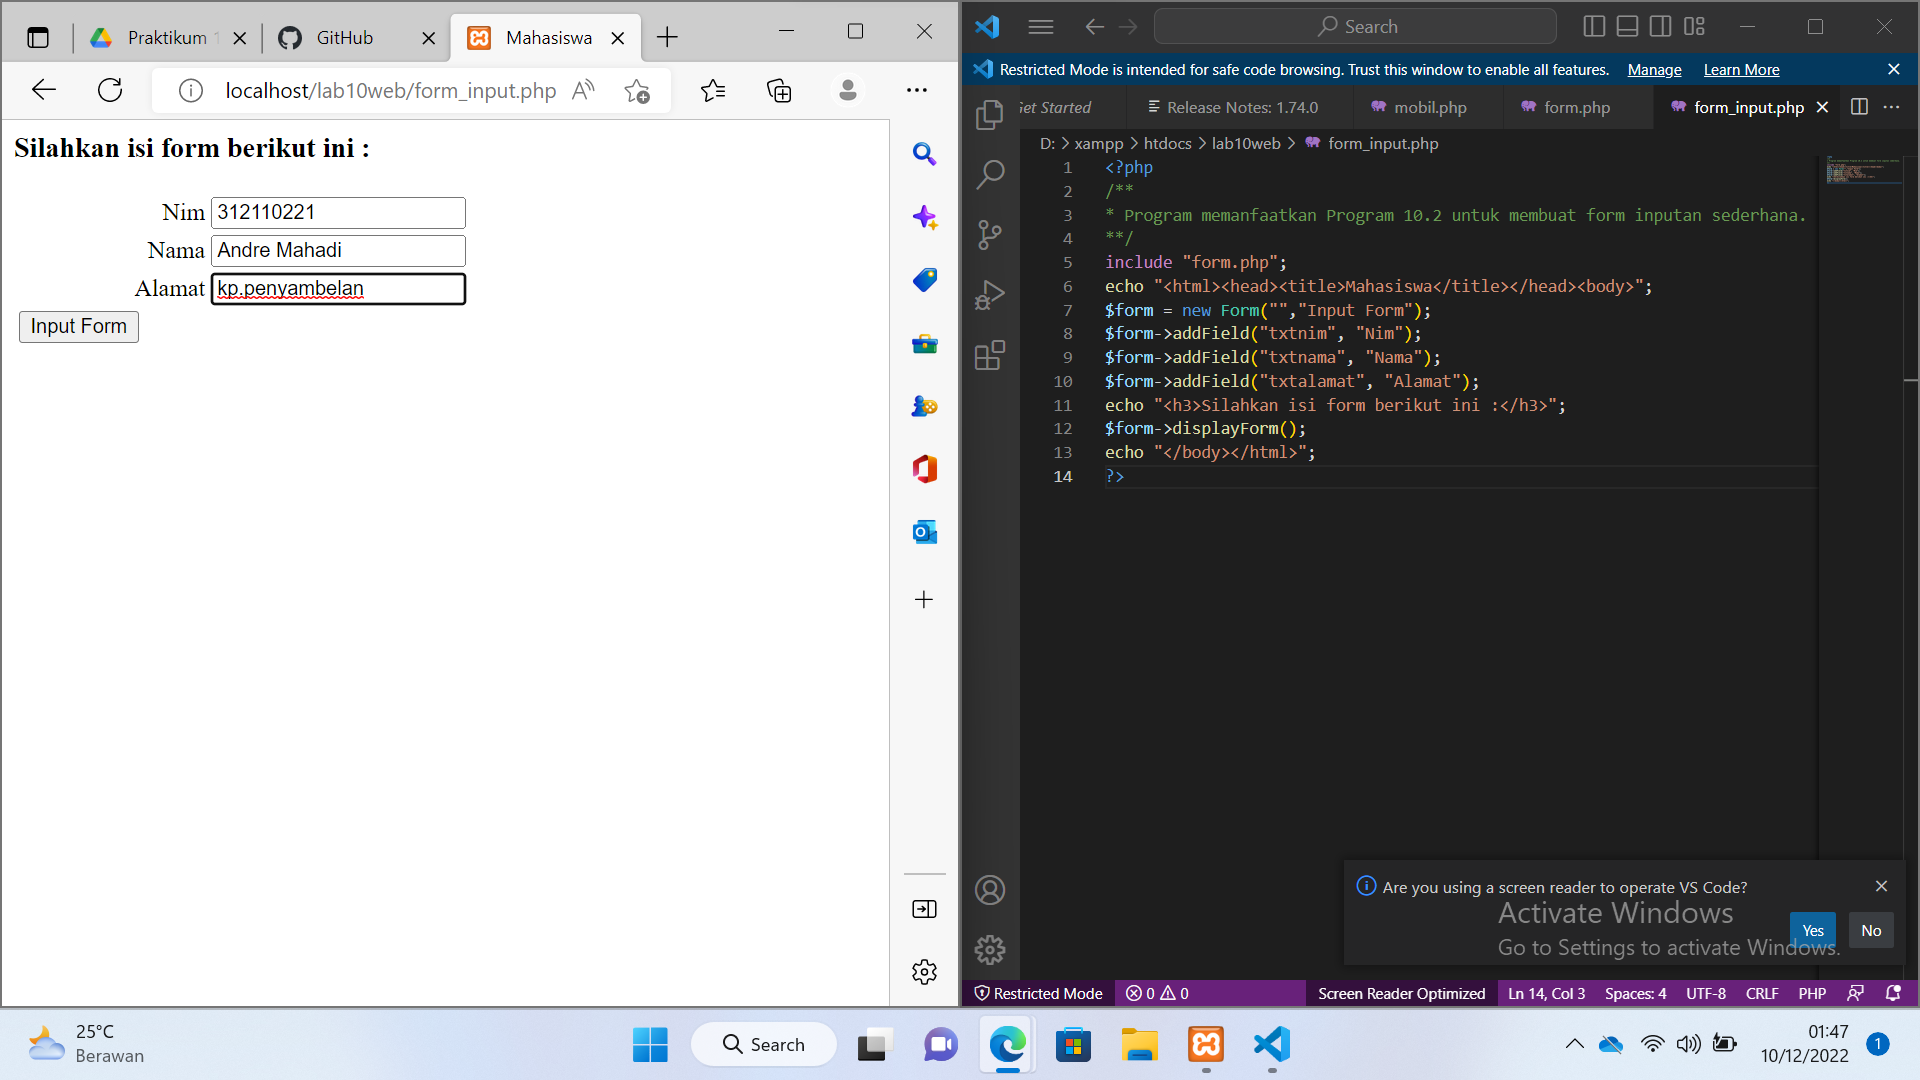 Praktikum 1
GitHub
Mahasiswa
localhost/lab10web/form_input.php
Silahkan isi form berikut ini :
Nim 312110221
Nama Andre Mahadi
Alamat kp.penyambelan
Input Form
Search
Restricted Mode is intended for safe code browsing. Trust this window to enable all features. Manage Learn More
Get Started
Release Notes: 1.74.0
mobil.php
form.php
form_input.php
D: > xampp > htdocs > lab10web > form_input.php
1 <?php
2 /**
3 * Program memanfaatkan Program 10.2 untuk membuat form inputan sederhana.
4 **/
5 include "form.php";
6 echo "<html><head><title>Mahasiswa</title></head><body>";
7 $form = new Form("","Input Form");
8 $form->addField("txtnim", "Nim");
9 $form->addField("txtnama", "Nama");
10 $form->addField("txtalamat", "Alamat");
11 echo "<h3>Silahkan isi form berikut ini :</h3>";
12 $form->displayForm();
13 echo "</body></html>";
14 ?>
Are you using a screen reader to operate VS Code?
Yes No
Activate Windows
Go to Settings to activate Windows.
Restricted Mode 0 0 Screen Reader Optimized Ln 14, Col 3 Spaces: 4 UTF-8 CRLF PHP
25°C
Berawan
Search
01:47
10/12/2022
1